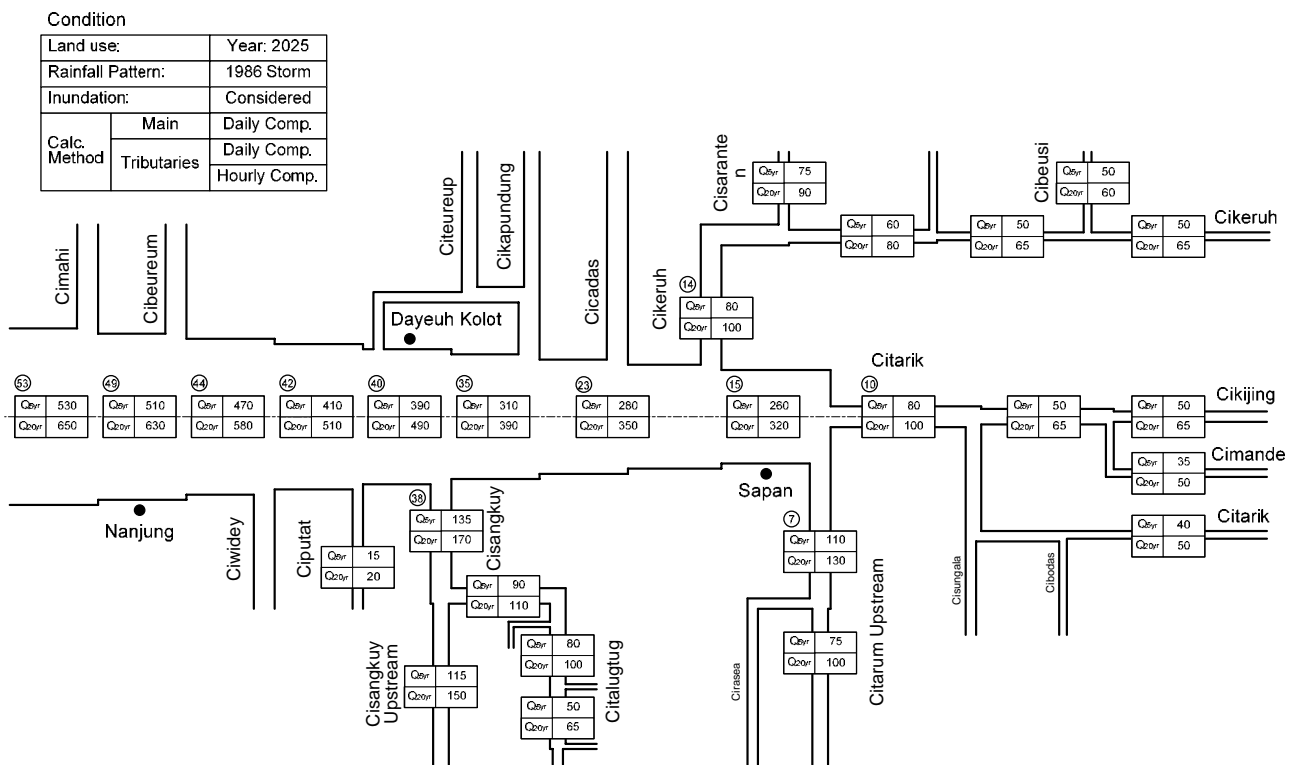 Condition
Land use: Year: 2025
Rainfall Pattern: 1986 Storm
Inundation: Considered
Calc. Method Main Daily Comp.
Tributaries Daily Comp.
Hourly Comp.
Cimahi
Cibeureum
Citeureup
Cikapundung
Cicadas
Cikeruh
Cisarante
n
Q5yr 75
Q20yr 90
Cibeusi
Q5yr 50
Q20yr 60
Q5yr 60
Q20yr 80
Q5yr 50
Q20yr 65
Q5yr 50
Q20yr 65
Cikeruh
14
Q5yr 80
Q20yr 100
Dayeuh Kolot
Citarik
53
Q5yr 530
Q20yr 650
49
Q5yr 510
Q20yr 630
44
Q5yr 470
Q20yr 580
42
Q5yr 410
Q20yr 510
40
Q5yr 390
Q20yr 490
35
Q5yr 310
Q20yr 390
23
Q5yr 280
Q20yr 350
15
Q5yr 260
Q20yr 320
10
Q5yr 80
Q20yr 100
Q5yr 50
Q20yr 65
Q5yr 50
Q20yr 65
Cikijing
Q5yr 35
Q20yr 50
Cimande
Q5yr 40
Q20yr 50
Citarik
Nanjung
Sapan
Ciwidey
Ciputat
Q5yr 15
Q20yr 20
38
Q5yr 135
Q20yr 170
Cisangkuy
Q5yr 90
Q20yr 110
Q5yr 80
Q20yr 100
Q5yr 50
Q20yr 65
Citalugtug
Cisangkuy
Upstream
Q5yr 115
Q20yr 150
7
Q5yr 110
Q20yr 130
Q5yr 75
Q20yr 100
Cirasea
Citarum Upstream
Cisungala
Cibodas